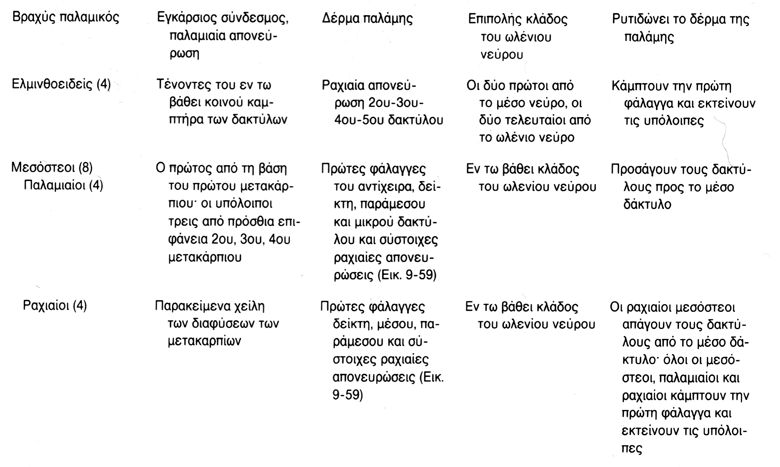 Βραχύς παλαμικός
Εγκάρσιος σύνδεσμος,
παλαμιαία απονεύ-
ρωση
Δέρμα παλάμης
Επιπολής κλάδος
του ωλένιου
νεύρου
Ρυτιδώνει το δέρμα της
παλάμης
Ελμινθοειδείς (4)
Τένοντες του εν τω
βάθει κοινού καμ-
πτήρα των δακτύλων
Ραχιαία απονεύ-
ρωση 2ου-3ου-
4ου-5ου δακτύλου
Οι δύο πρώτοι από
το μέσο νεύρο, οι
δύο τελευταίοι από
το ωλένιο νεύρο
Κάμπτουν την πρώτη
φάλαγγα και εκτείνουν
τις υπόλοιπες
Μεσόστεοι (8)
Παλαμιαίοι (4)
Ο πρώτος από τη βάση
του πρώτου μετακάρ-
πιου· οι υπόλοιποι
τρεις από πρόσθια επι-
φάνεια 2ου, 3ου, 4ου
μετακάρπιου
Πρώτες φάλαγγες
του αντίχειρα, δεί-
κτη, παράμεσου
και μικρού δακτύ-
λου και σύστοιχες
ραχιαίες απονευ-
ρώσεις (Εικ. 9-59)
Εν τω βάθει κλάδος
του ωλενίου νεύρου
Προσάγουν τους δακτύ-
λους προς το μέσο
δάκτυλο
Ραχιαίοι (4)
Παρακείμενα χείλη
των διαφύσεων των
μετακαρπίων
Πρώτες φάλαγγες
δείκτη, μέσου, πα-
ράμεσου και σύ-
στοιχες ραχιαίες
απονευρώσεις (Εικ.
9-59)
Εν τω βάθει κλάδος
του ωλενίου νεύρου
Οι ραχιαίοι μεσόστεοι
απάγουν τους δακτύ-
λους από το μέσο δά-
κτυλο· όλοι οι μεσό-
στεοι, παλαμιαίοι και
ραχιαίοι κάμπτουν την
πρώτη φάλαγγα και
εκτείνουν τις υπόλοι-
πες